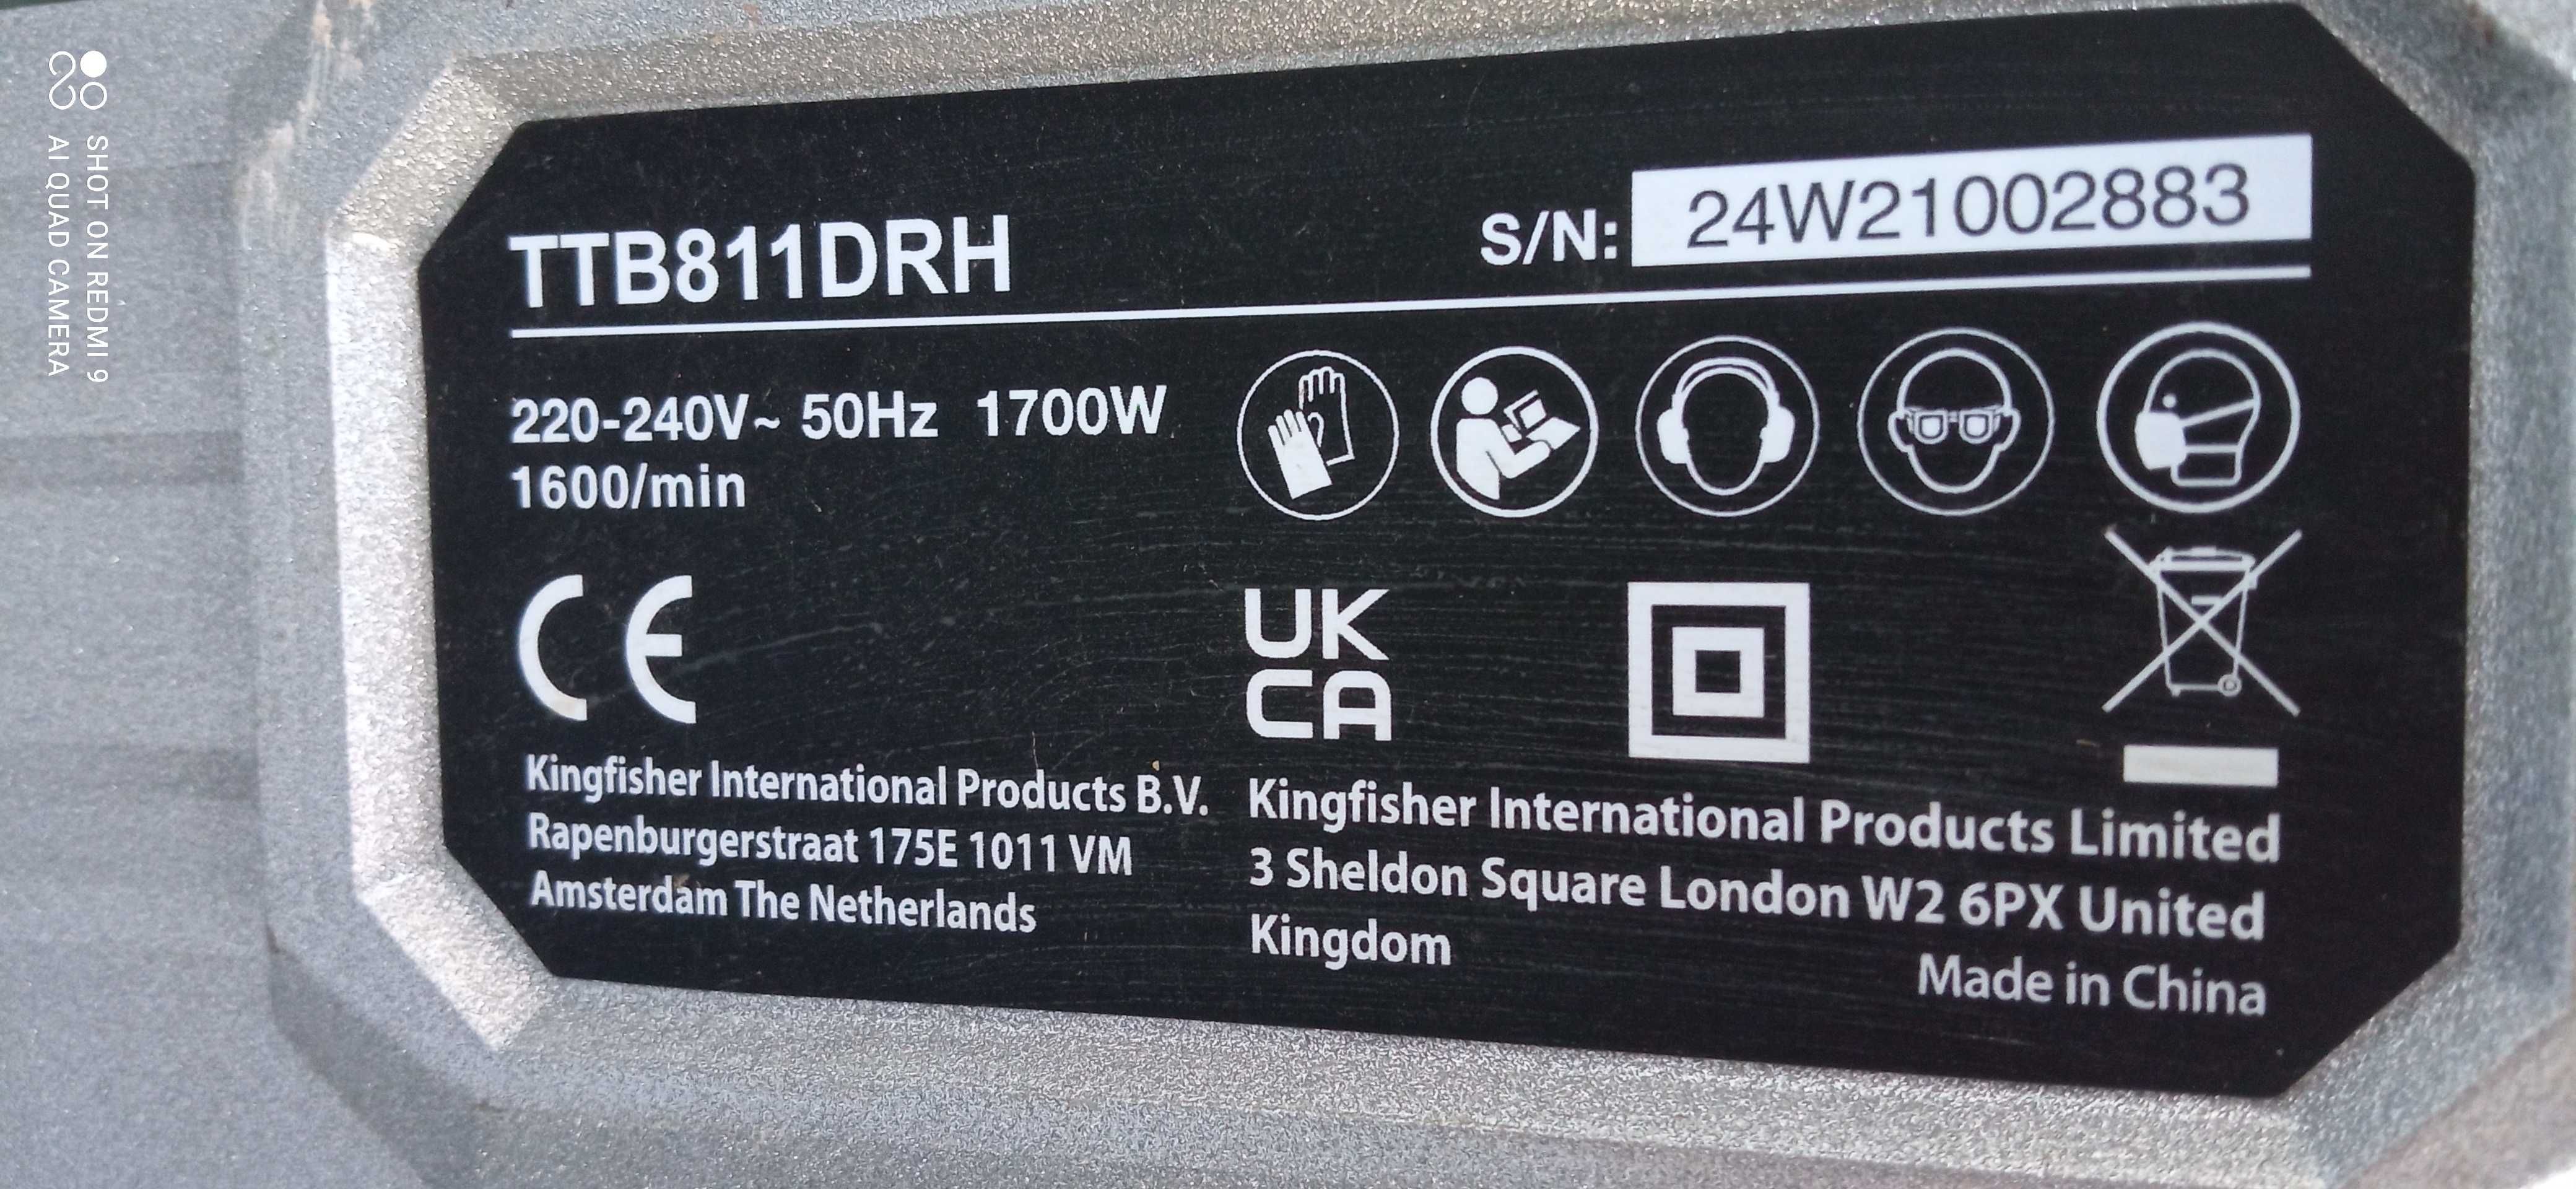 SHOT ON REDMI 9
AI QUAD CAMERA
TTB811DRH
S/N: 24W21002883
220-240V~ 50Hz 1700W
1600/min
CE
UK
CA
Kingfisher International Products B.V.
Rapenburgerstraat 175E 1011 VM
Amsterdam The Netherlands
Kingfisher International Products Limited
3 Sheldon Square London W2 6PX United
Kingdom
Made in China